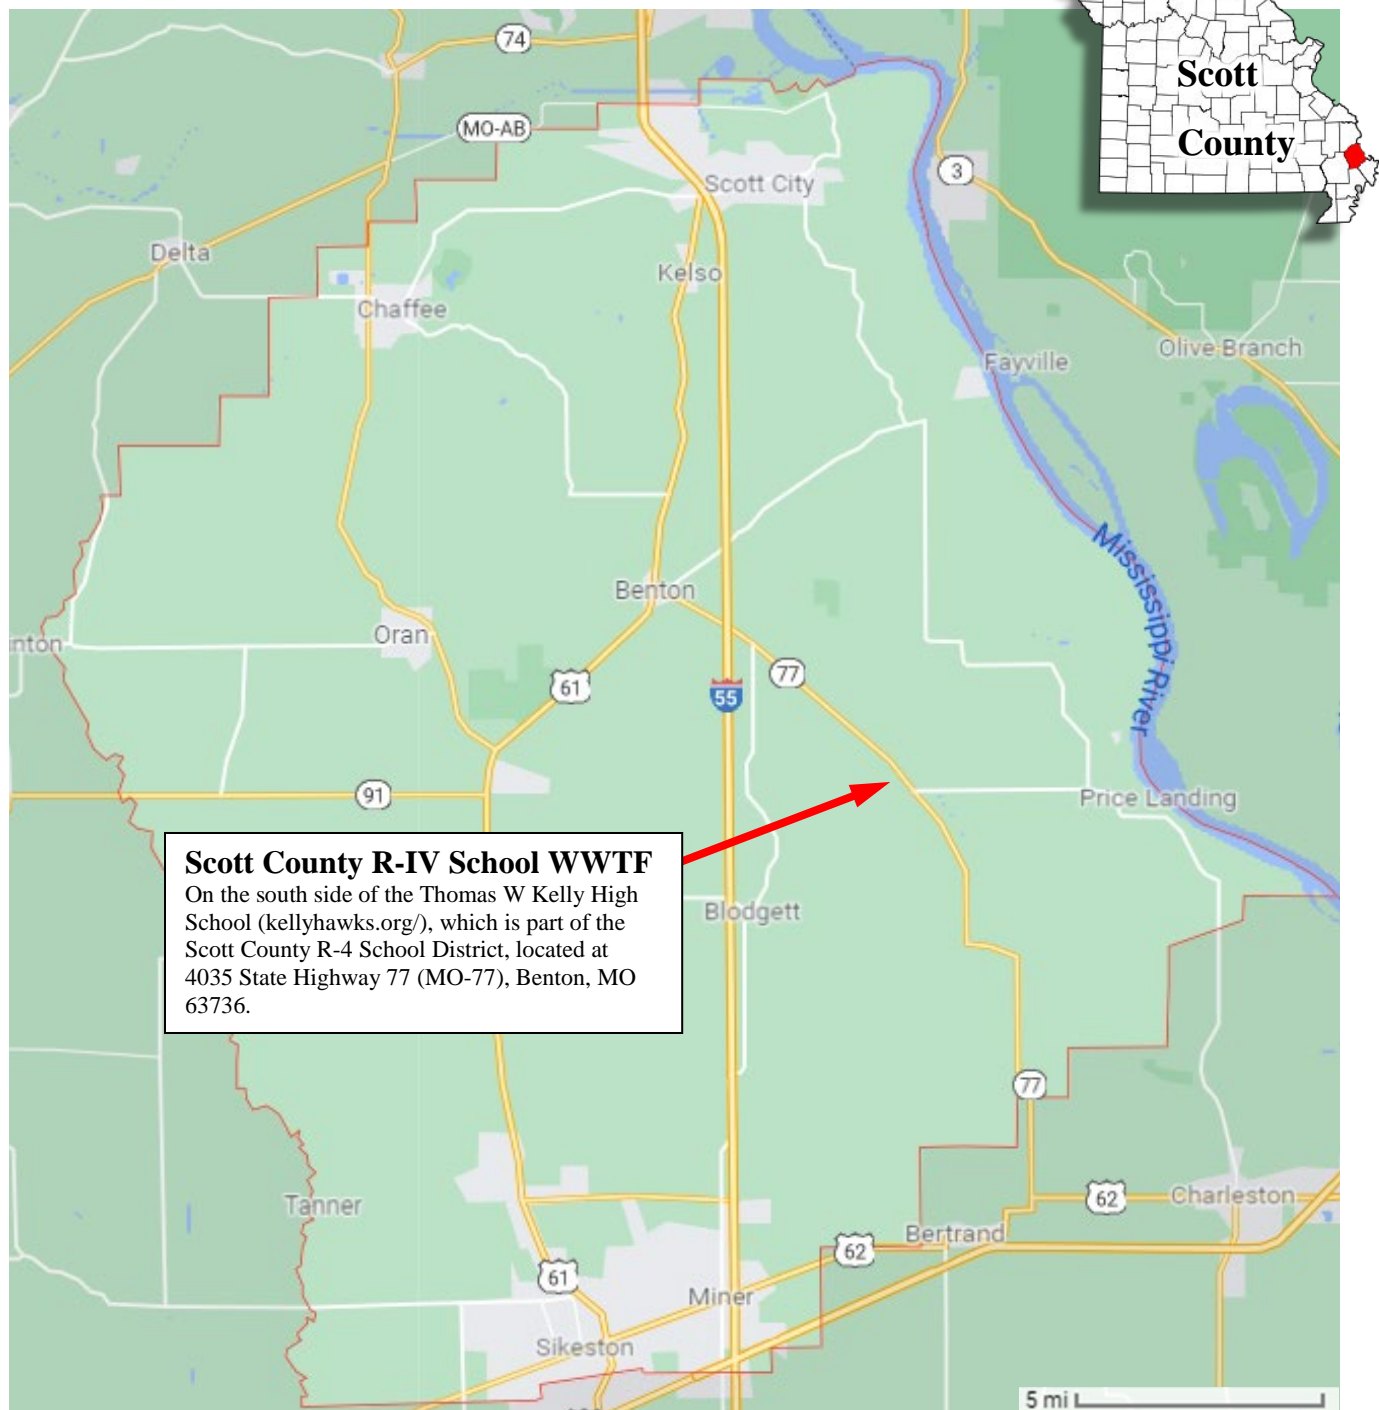 74
Scott
County
MO-AB
Scott City
3
Delta
Kelso
Chaffee
Olive Branch
Fayville
Mississippi River
Benton
Oran
nton
77
61
55
91
Price Landing
Scott County R-IV School WWTF
On the south side of the Thomas W Kelly High
School (kellyhawks.org/), which is part of the
Scott County R-4 School District, located at
4035 State Highway 77 (MO-77), Benton, MO
63736.
Blodgett
77
Tanner
62
Charleston
Bertrand
62
61
Miner
Sikeston
5 mi